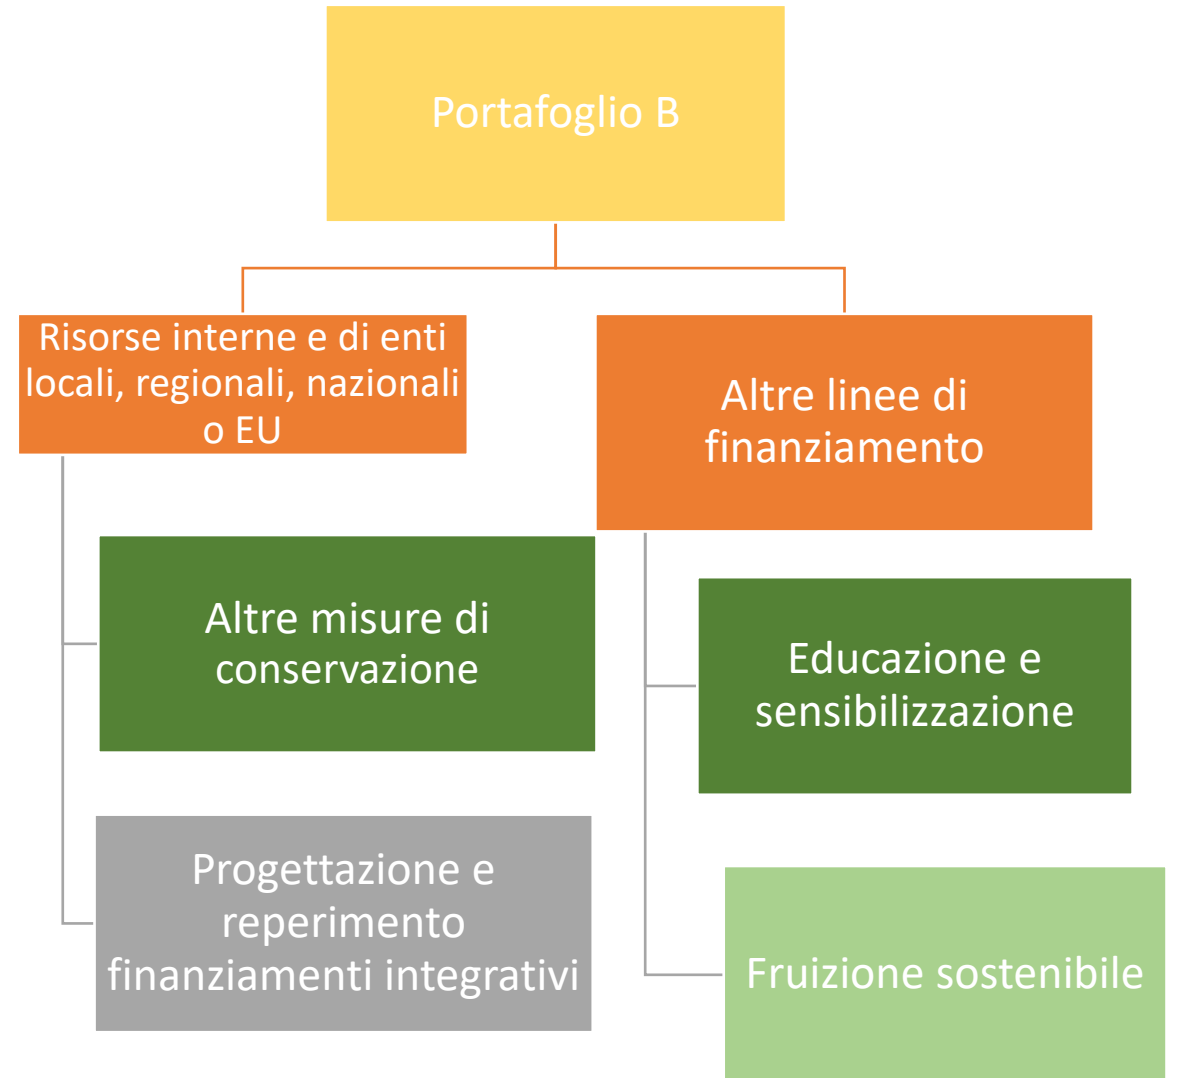 Portafoglio B
Risorse interne e di enti
locali, regionali, nazionali
o EU
Altre linee di
finanziamento
Altre misure di
conservazione
Educazione e
sensibilizzazione
Progettazione e
reperimento
finanziamenti integrativi
Fruizione sostenibile